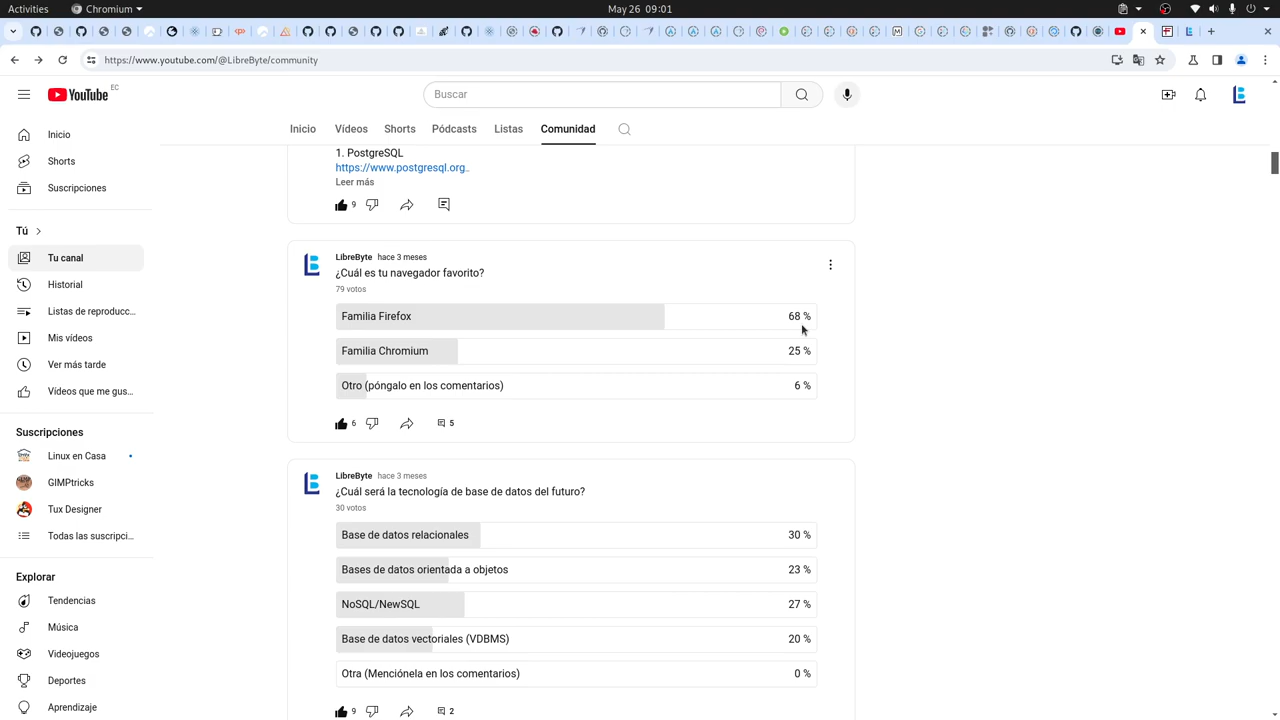 Activities
Chromium
May 26 09:01
https://www.youtube.com/@LibreByte/community
YouTube EC
Buscar
Inicio
Vídeos
Shorts
Pódcasts
Listas
Comunidad
Inicio
Shorts
Suscripciones
Tú
Tu canal
Historial
Listas de reproducc...
Mis vídeos
Ver más tarde
Vídeos que me gus...
Suscripciones
Linux en Casa
GIMPtricks
Tux Designer
Todas las suscripci...
Explorar
Tendencias
Música
Videojuegos
Deportes
Aprendizaje
1. PostgreSQL
https://www.postgresql.org..
Leer más
9
LibreByte hace 3 meses
¿Cuál es tu navegador favorito?
79 votos
Familia Firefox 68 %
Familia Chromium 25 %
Otro (póngalo en los comentarios) 6 %
6 5
LibreByte hace 3 meses
¿Cuál será la tecnología de base de datos del futuro?
30 votos
Base de datos relacionales 30 %
Bases de datos orientada a objetos 23 %
NoSQL/NewSQL 27 %
Base de datos vectoriales (VDBMS) 20 %
Otra (Menciónela en los comentarios) 0 %
9 2